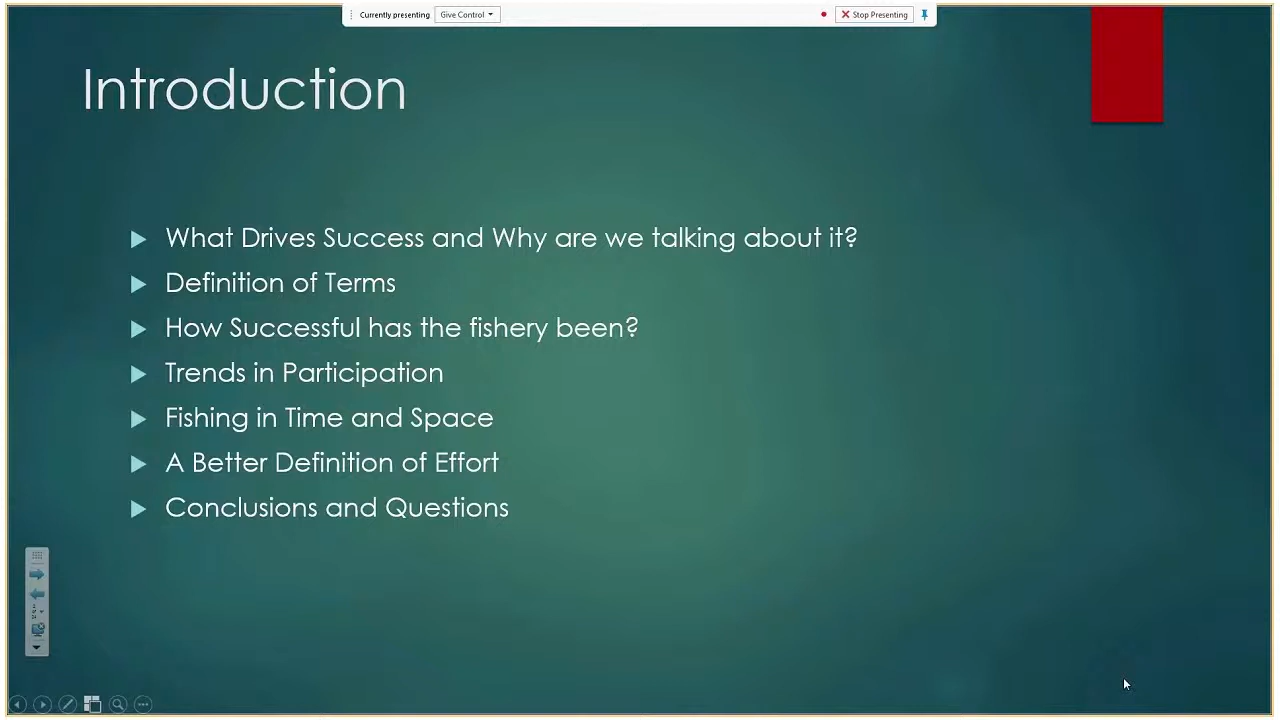 Currently presenting
Give Control
Stop Presenting
Introduction
What Drives Success and Why are we talking about it?
Definition of Terms
How Successful has the fishery been?
Trends in Participation
Fishing in Time and Space
A Better Definition of Effort
Conclusions and Questions